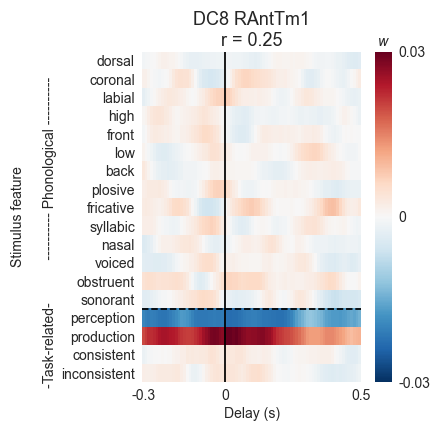 DC8 RAntTm1
r = 0.25
w
0.03
0
-0.03
Stimulus feature
---------- Phonological ----------
-Task-related-
dorsal
coronal
labial
high
front
low
back
plosive
fricative
syllabic
nasal
voiced
obstruent
sonorant
perception
production
consistent
inconsistent
-0.3
0
0.5
Delay (s)